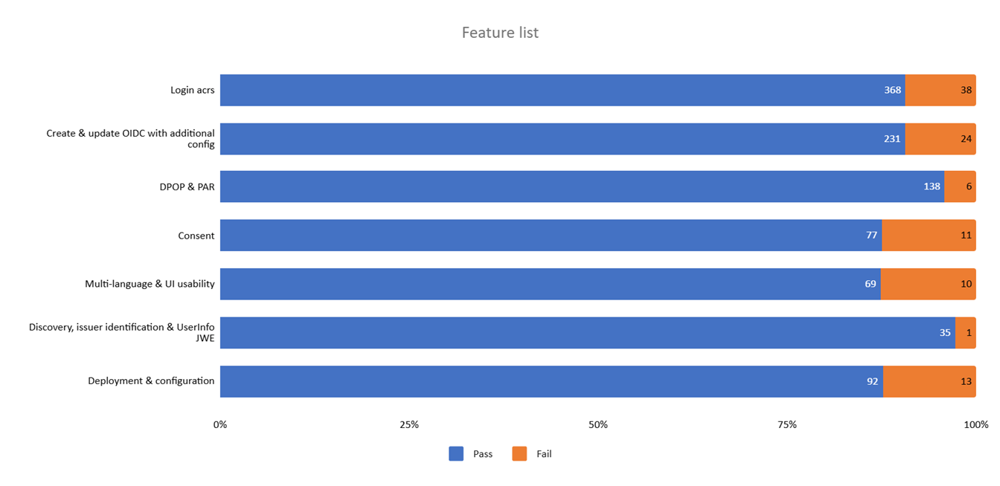 Feature list
Login acrs
368
38
Create & update OIDC with additional
config
231
24
DPOP & PAR
138
6
Consent
77
11
Multi-language & UI usability
69
10
Discovery, issuer identification & UserInfo
JWE
35
1
Deployment & configuration
92
13
0%
25%
50%
75%
100%
Pass
Fail